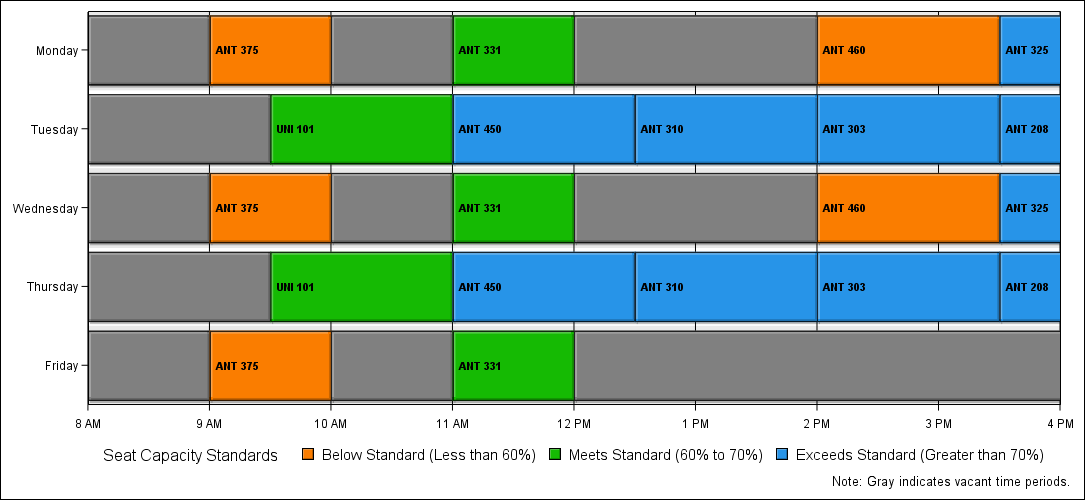 Monday ANT 375 ANT 331 ANT 460 ANT 325
Tuesday UNI 101 ANT 450 ANT 310 ANT 303 ANT 208
Wednesday ANT 375 ANT 331 ANT 460 ANT 325
Thursday UNI 101 ANT 450 ANT 310 ANT 303 ANT 208
Friday ANT 375 ANT 331
8 AM 9 AM 10 AM 11 AM 12 PM 1 PM 2 PM 3 PM 4 PM
Seat Capacity Standards Below Standard (Less than 60%) Meets Standard (60% to 70%) Exceeds Standard (Greater than 70%)
Note: Gray indicates vacant time periods.